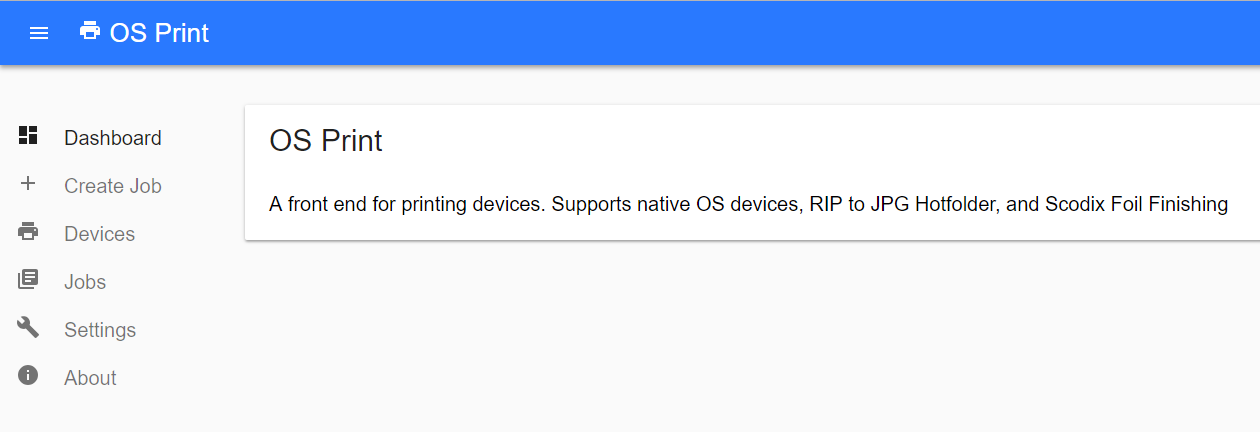 OS Print
Dashboard
Create Job
Devices
Jobs
Settings
About
OS Print
A front end for printing devices. Supports native OS devices, RIP to JPG Hotfolder, and Scodix Foil Finishing